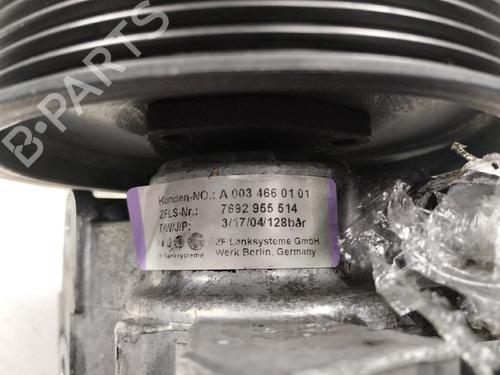 B-PARTS
Kunden-NO.: A 003 466 01 01
ZFLS-Nr.: 7692 955 514
T/W/J/P: 3/17/04/128bar
ZF Lenksysteme GmbH
Lenksysteme Werk Berlin, Germany